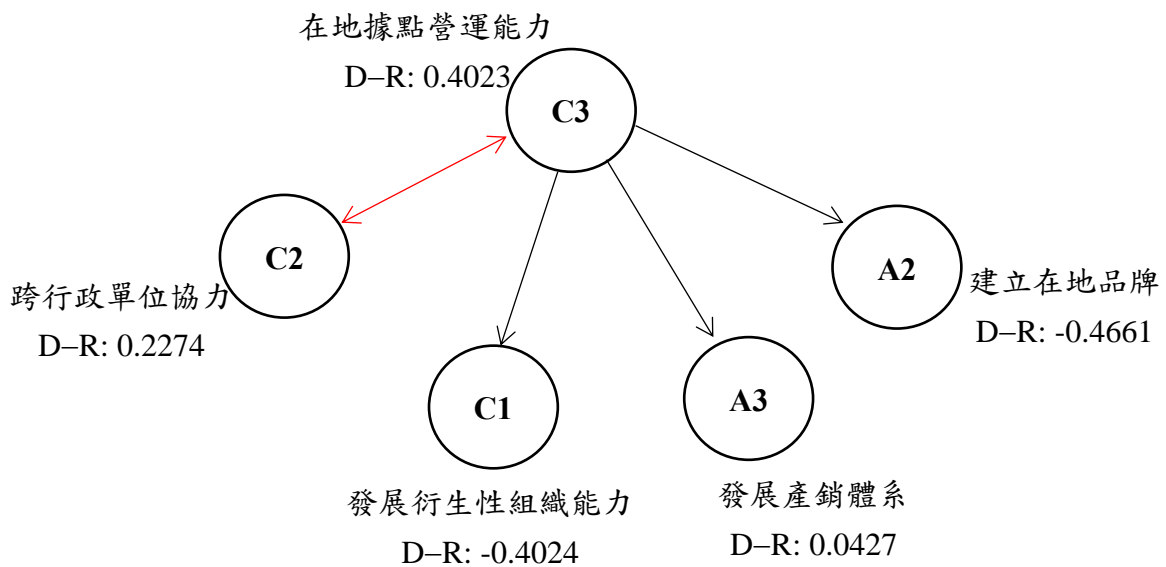 在地據點營運能力
D–R: 0.4023
C3
C2
跨行政單位協力
D–R: 0.2274
A2
建立在地品牌
D–R: -0.4661
C1
發展衍生性組織能力
D–R: -0.4024
A3
發展產銷體系
D–R: 0.0427